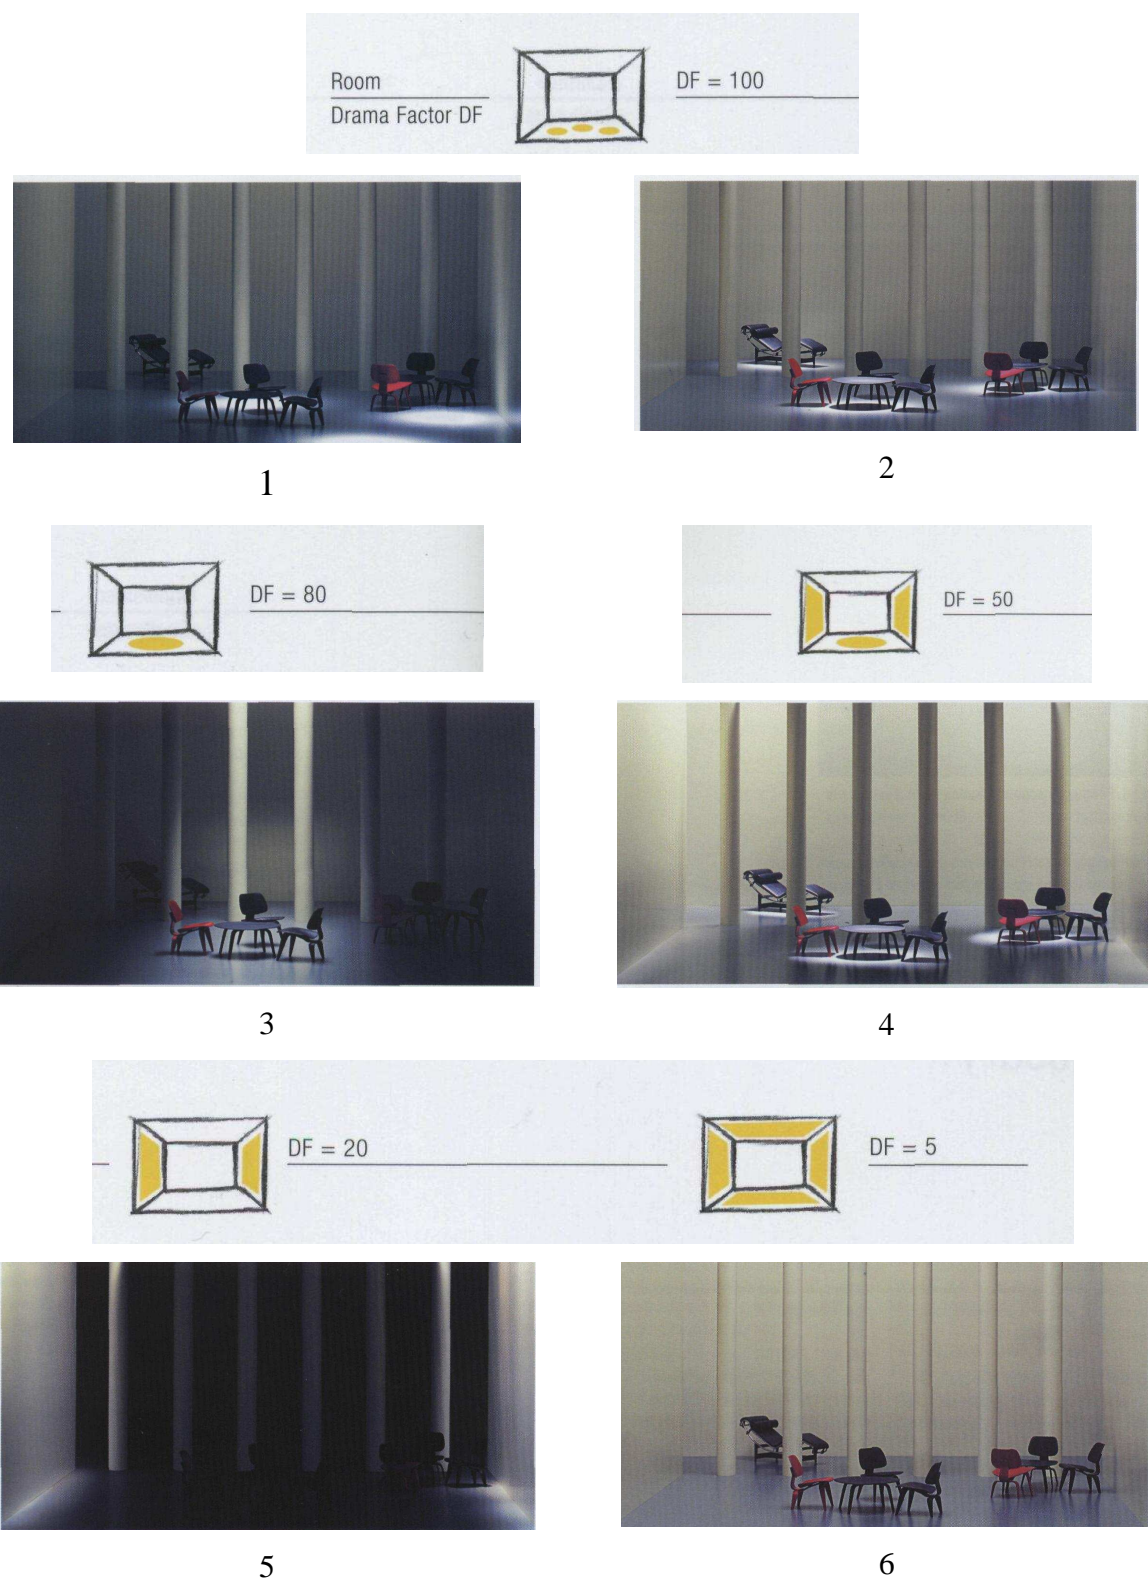 Room
Drama Factor DF
DF = 100
1
2
DF = 80
DF = 50
3
4
DF = 20
DF = 5
5
6